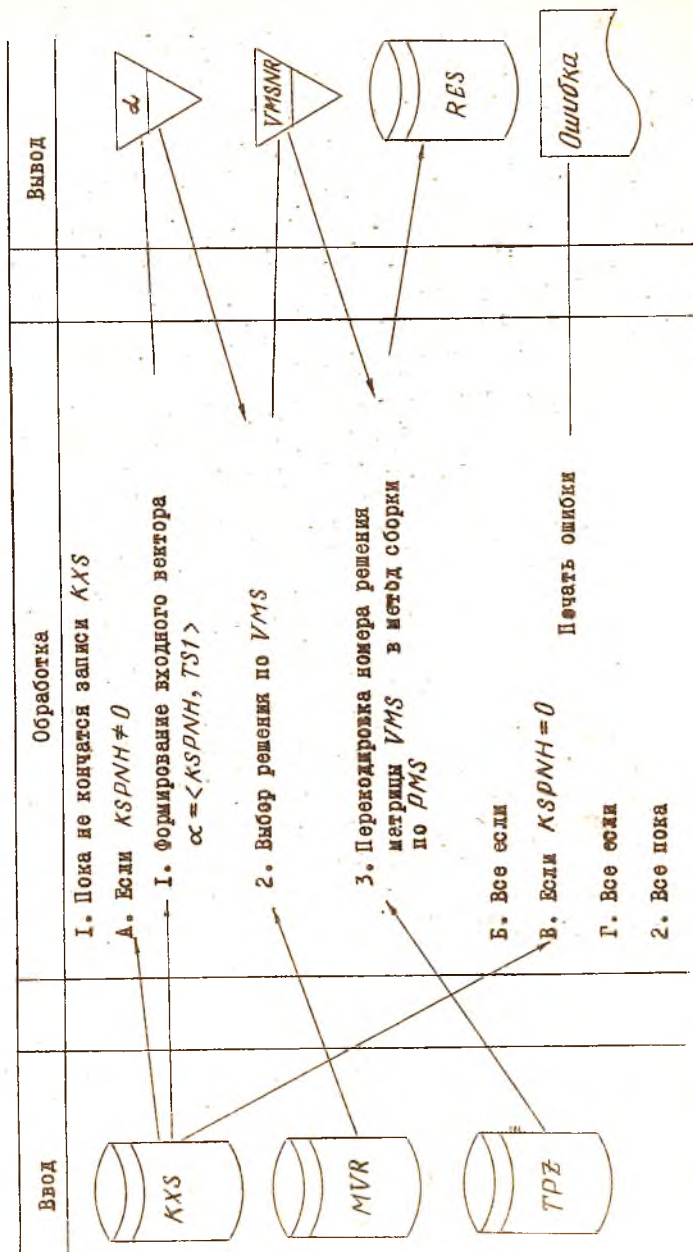 Ввод
Обработка
Вывод
KXS
MVR
TPZ
I. Пока не кончатся записи KXS
А. Если KSPNH≠0
I. Формирование входного вектора
α=<KSPNH, TS1>
2. Выбор решения по VMS
3. Перекодировка номера решения
матрицы VMS в метод сборки
по PMS
Б. Все если
В. Если KSPNH=0
Печать ошибки
Г. Все если
2. Все пока
α
VMSNR
RES
Ошибка